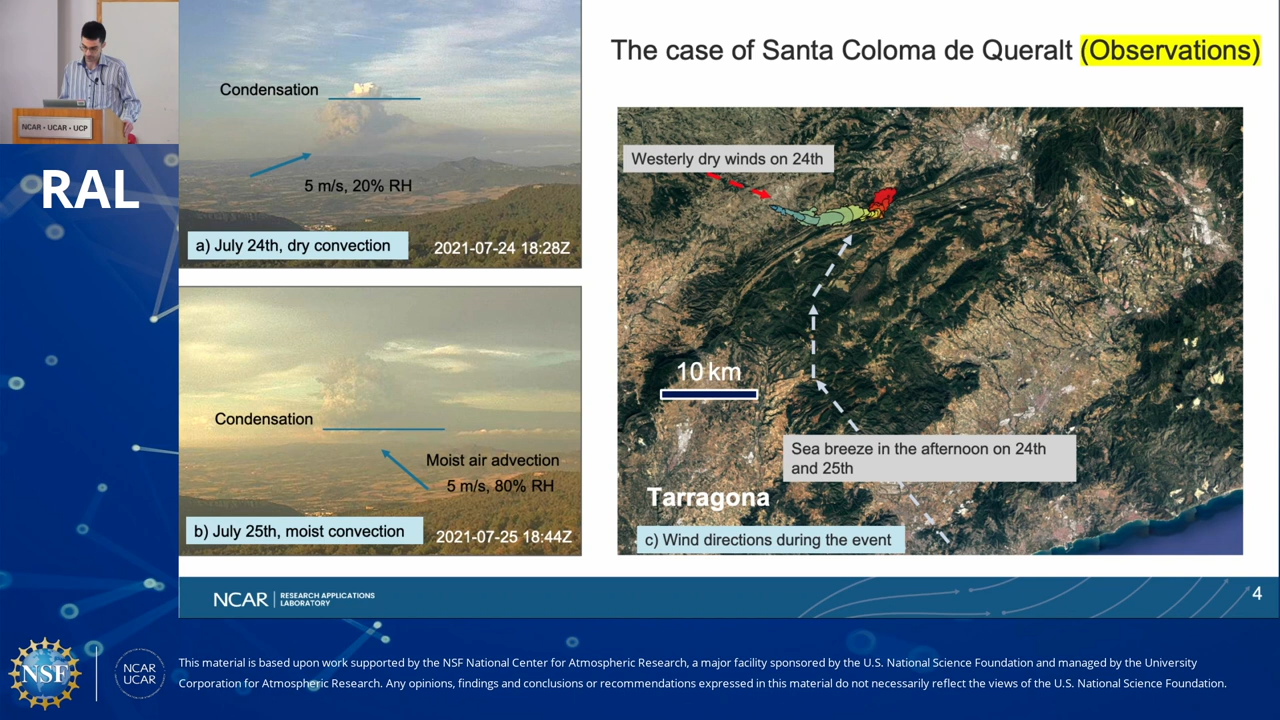 NCAR • UCAR • UCP
RAL
Condensation
5 m/s, 20% RH
a) July 24th, dry convection
2021-07-24 18:28Z
Condensation
Moist air advection
5 m/s, 80% RH
b) July 25th, moist convection
2021-07-25 18:44Z
The case of Santa Coloma de Queralt (Observations)
Westerly dry winds on 24th
10 km
Sea breeze in the afternoon on 24th
and 25th
Tarragona
c) Wind directions during the event
NCAR
RESEARCH APPLICATIONS
LABORATORY
4
NSF
NCAR
UCAR
This material is based upon work supported by the NSF National Center for Atmospheric Research, a major facility sponsored by the U.S. National Science Foundation and managed by the University
Corporation for Atmospheric Research. Any opinions, findings and conclusions or recommendations expressed in this material do not necessarily reflect the views of the U.S. National Science Foundation.